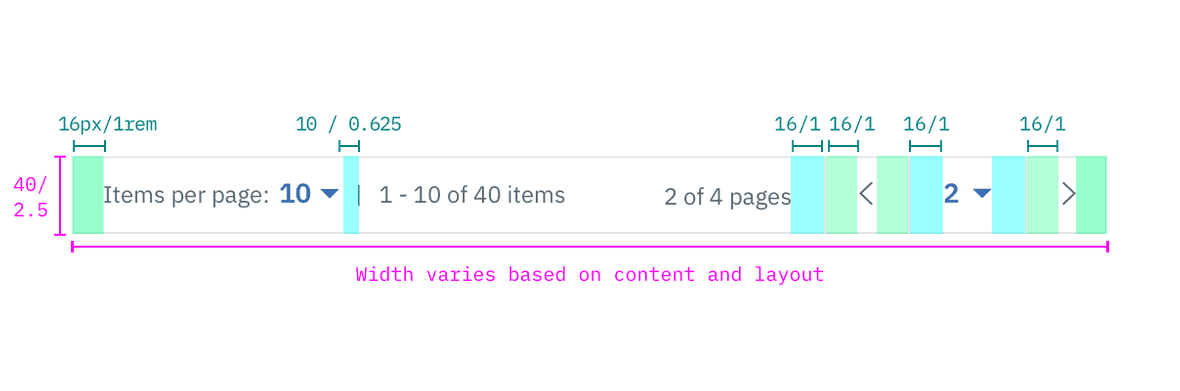 16px/1rem 10 / 0.625 16/1 16/1 16/1 16/1
40/
2.5
Items per page: 10 | 1 - 10 of 40 items 2 of 4 pages < 2 >
Width varies based on content and layout